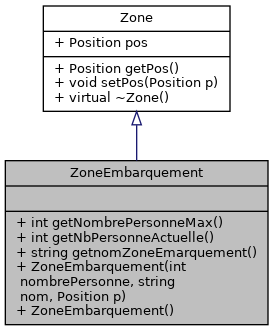 Zone
+ Position pos
+ Position getPos()
+ void setPos(Position p)
+ virtual ~Zone()
ZoneEmbarquement
+ int getNombrePersonneMax()
+ int getNbPersonneActuelle()
+ string getnomZoneEmarquement()
+ ZoneEmbarquement(int
nombrePersonne, string
nom, Position p)
+ ZoneEmbarquement()